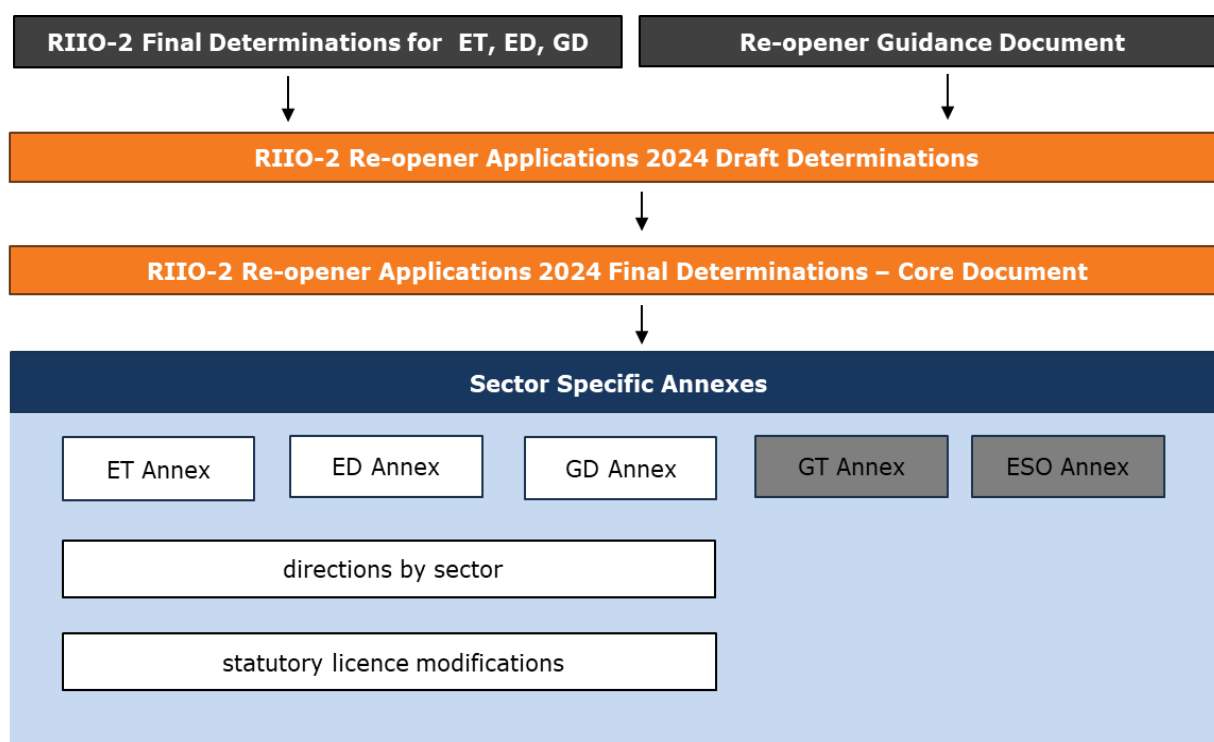 RIIO-2 Final Determinations for ET, ED, GD
Re-opener Guidance Document
RIIO-2 Re-opener Applications 2024 Draft Determinations
RIIO-2 Re-opener Applications 2024 Final Determinations – Core Document
Sector Specific Annexes
ET Annex
ED Annex
GD Annex
GT Annex
ESO Annex
directions by sector
statutory licence modifications